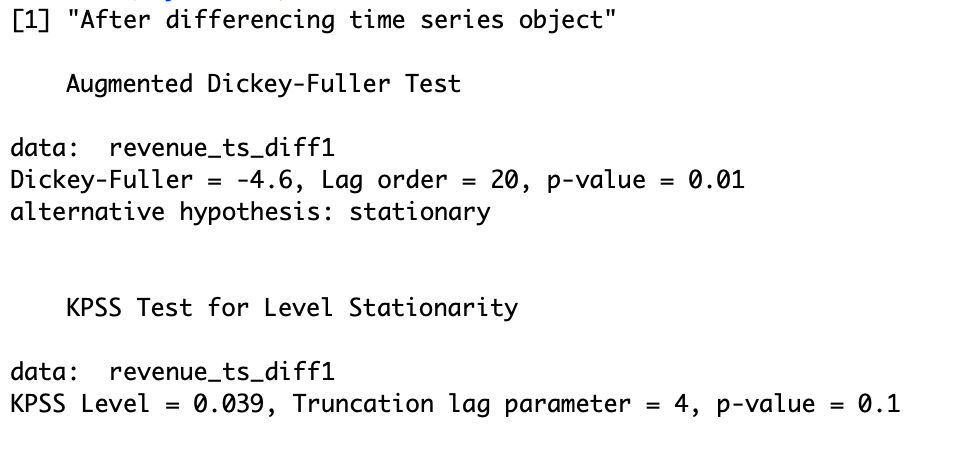 [1] "After differencing time series object"
Augmented Dickey-Fuller Test
data:  revenue_ts_diff1
Dickey-Fuller = -4.6, Lag order = 20, p-value = 0.01
alternative hypothesis: stationary
KPSS Test for Level Stationarity
data:  revenue_ts_diff1
KPSS Level = 0.039, Truncation lag parameter = 4, p-value = 0.1